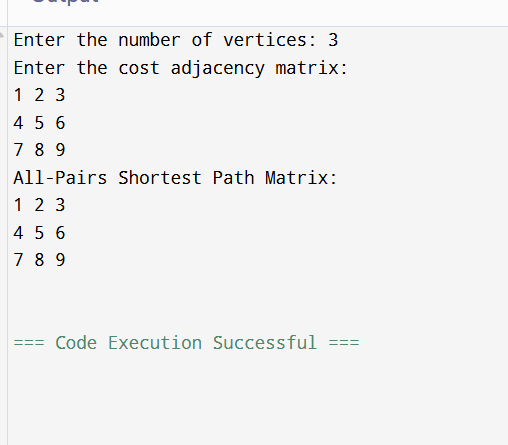 Output
Enter the number of vertices: 3
Enter the cost adjacency matrix:
1 2 3
4 5 6
7 8 9
All-Pairs Shortest Path Matrix:
1 2 3
4 5 6
7 8 9
=== Code Execution Successful ===